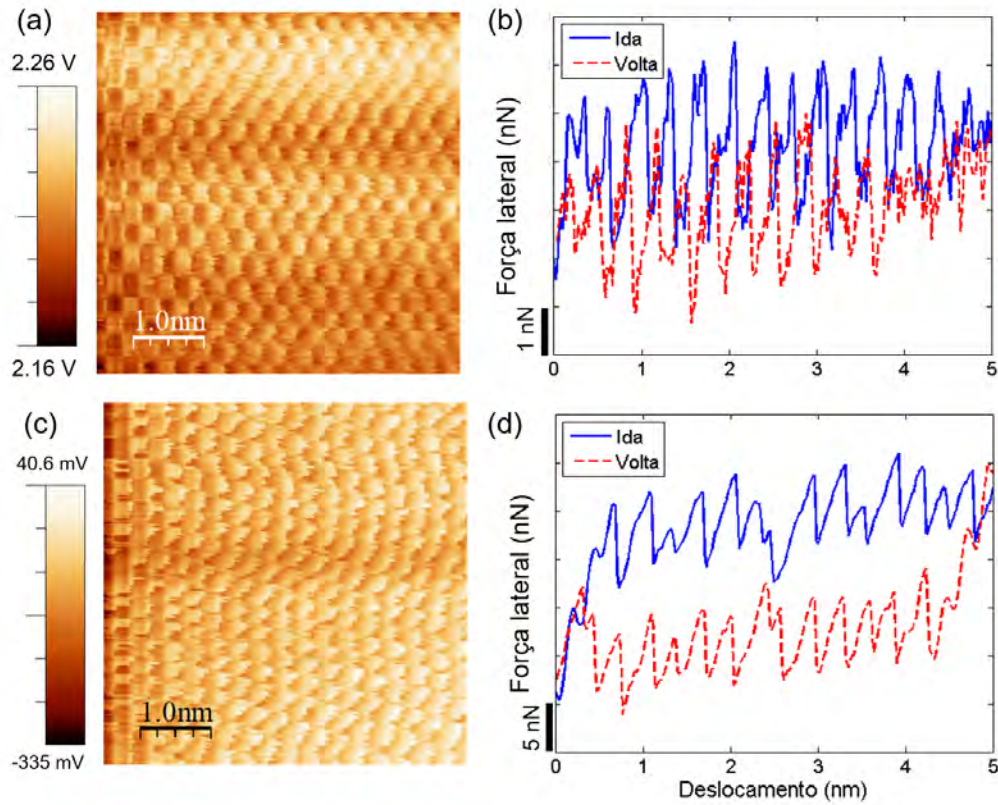 (a)
2.26 V
2.16 V
1.0nm
(b)
Ida
Volta
Força lateral (nN)
1 nN
0 1 2 3 4 5
(c)
40.6 mV
-335 mV
1.0nm
(d)
Ida
Volta
Força lateral (nN)
5 nN
0 1 2 3 4 5
Deslocamento (nm)